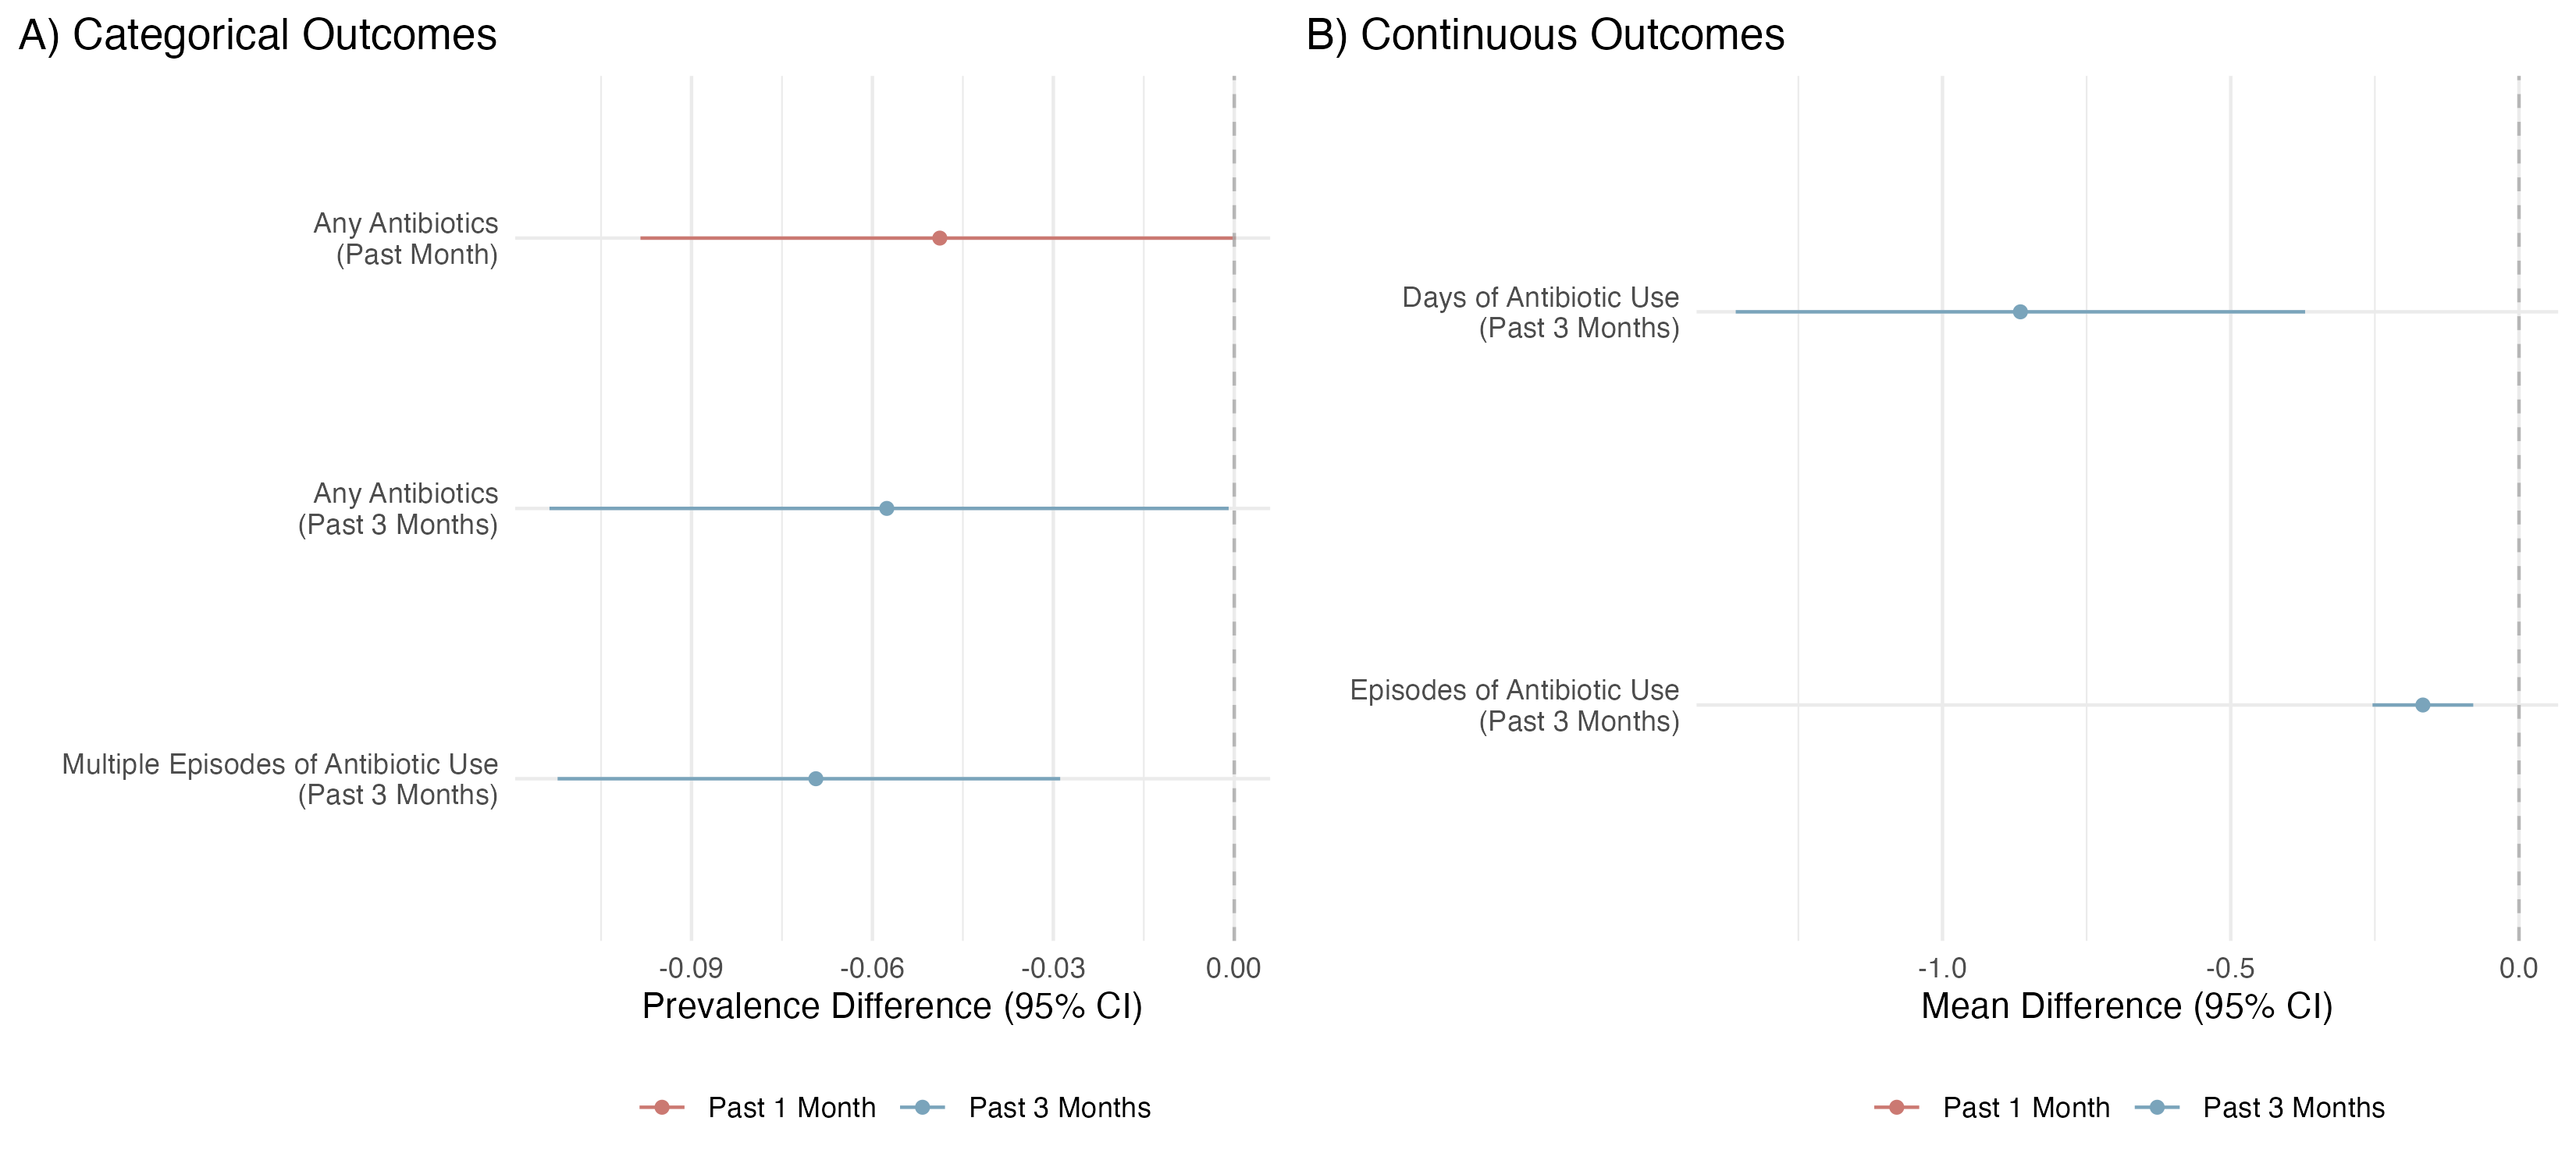 A) Categorical Outcomes
Any Antibiotics
(Past Month)
Any Antibiotics
(Past 3 Months)
Multiple Episodes of Antibiotic Use
(Past 3 Months)
-0.09 -0.06 -0.03 0.00
Prevalence Difference (95% CI)
Past 1 Month Past 3 Months
B) Continuous Outcomes
Days of Antibiotic Use
(Past 3 Months)
Episodes of Antibiotic Use
(Past 3 Months)
-1.0 -0.5 0.0
Mean Difference (95% CI)
Past 1 Month Past 3 Months